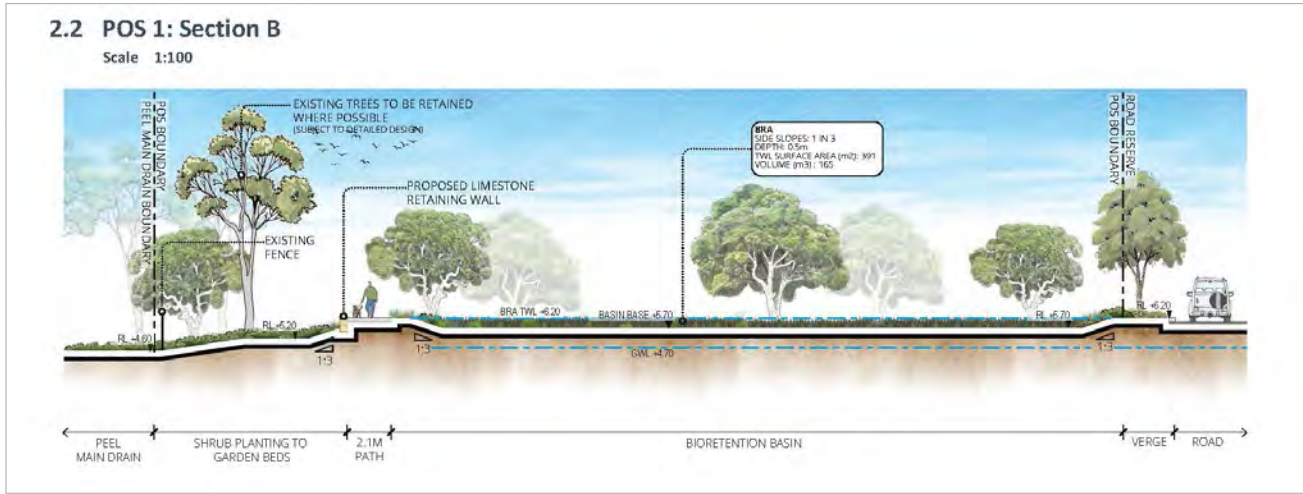 2.2 POS 1: Section B
Scale 1:100
PEEL MAIN DRAIN BOUNDARY
POS BOUNDARY
EXISTING TREES TO BE RETAINED
WHERE POSSIBLE
(SUBJECT TO DETAILED DESIGN)
PROPOSED LIMESTONE
RETAINING WALL
EXISTING
FENCE
BRA
SIDE SLOPES: 1 IN 3
DEPTH: 0.5m
TWL SURFACE AREA (m2): 391
VOLUME (m3) : 165
POS BOUNDARY
ROAD RESERVE
RL +4.60
RL +5.20
BRA TWL +6.20
BASIN BASE +5.70
RL +5.70
RL +6.20
1:3
1:3
GWL +4.70
1:3
PEEL
MAIN DRAIN
SHRUB PLANTING TO
GARDEN BEDS
2.1M
PATH
BIORETENTION BASIN
VERGE
ROAD